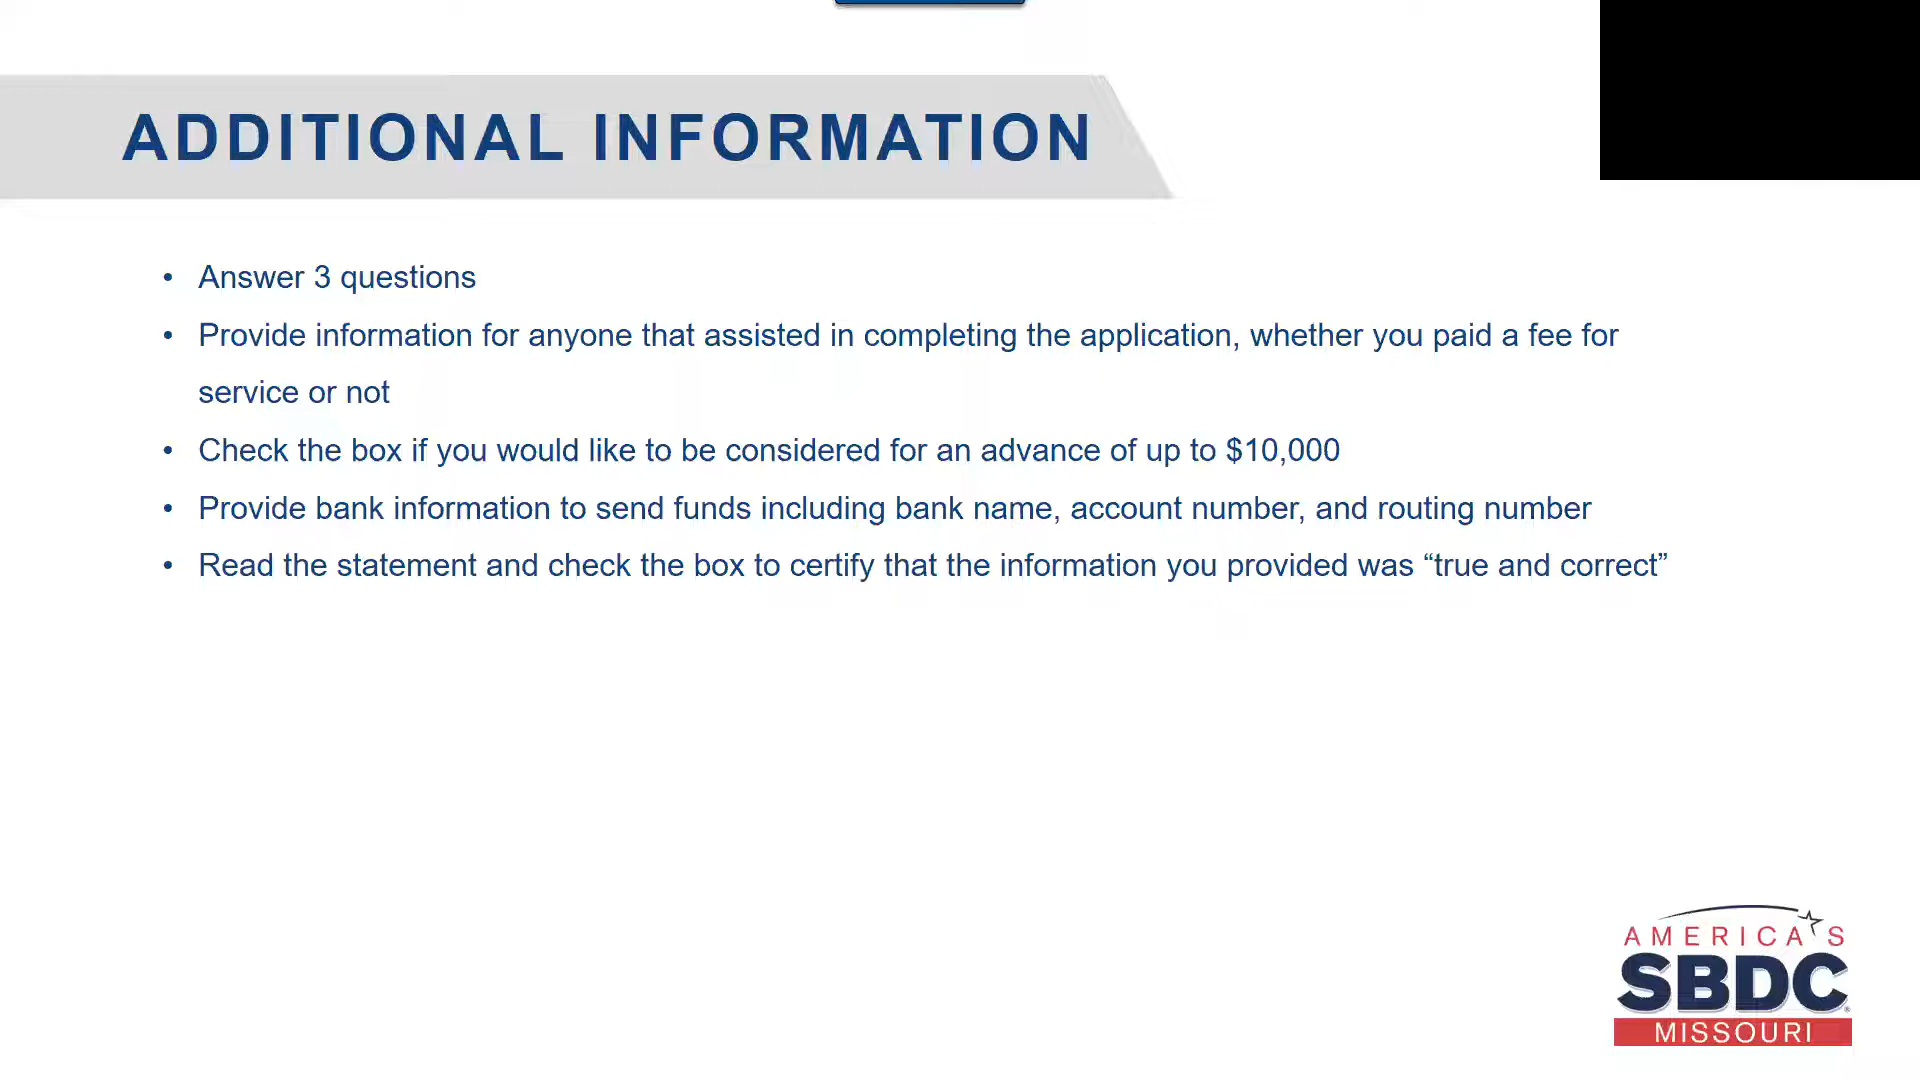 ADDITIONAL INFORMATION
• Answer 3 questions
• Provide information for anyone that assisted in completing the application, whether you paid a fee for
service or not
• Check the box if you would like to be considered for an advance of up to $10,000
• Provide bank information to send funds including bank name, account number, and routing number
• Read the statement and check the box to certify that the information you provided was “true and correct”
AMERICA'S
SBDC
MISSOURI